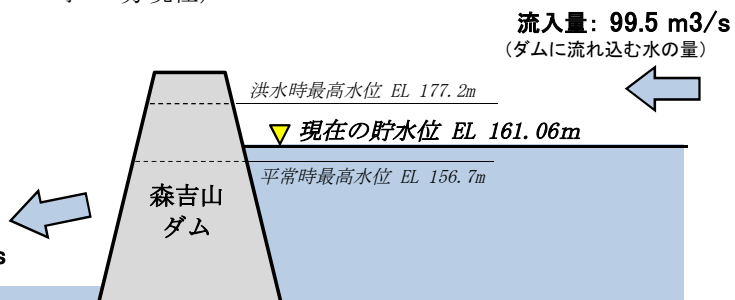 流入量: 99.5 m3/s
(ダムに流れ込む水の量)
洪水時最高水位 EL 177.2m
現在の貯水位 EL 161.06m
平常時最高水位 EL 156.7m
森吉山
ダム
s